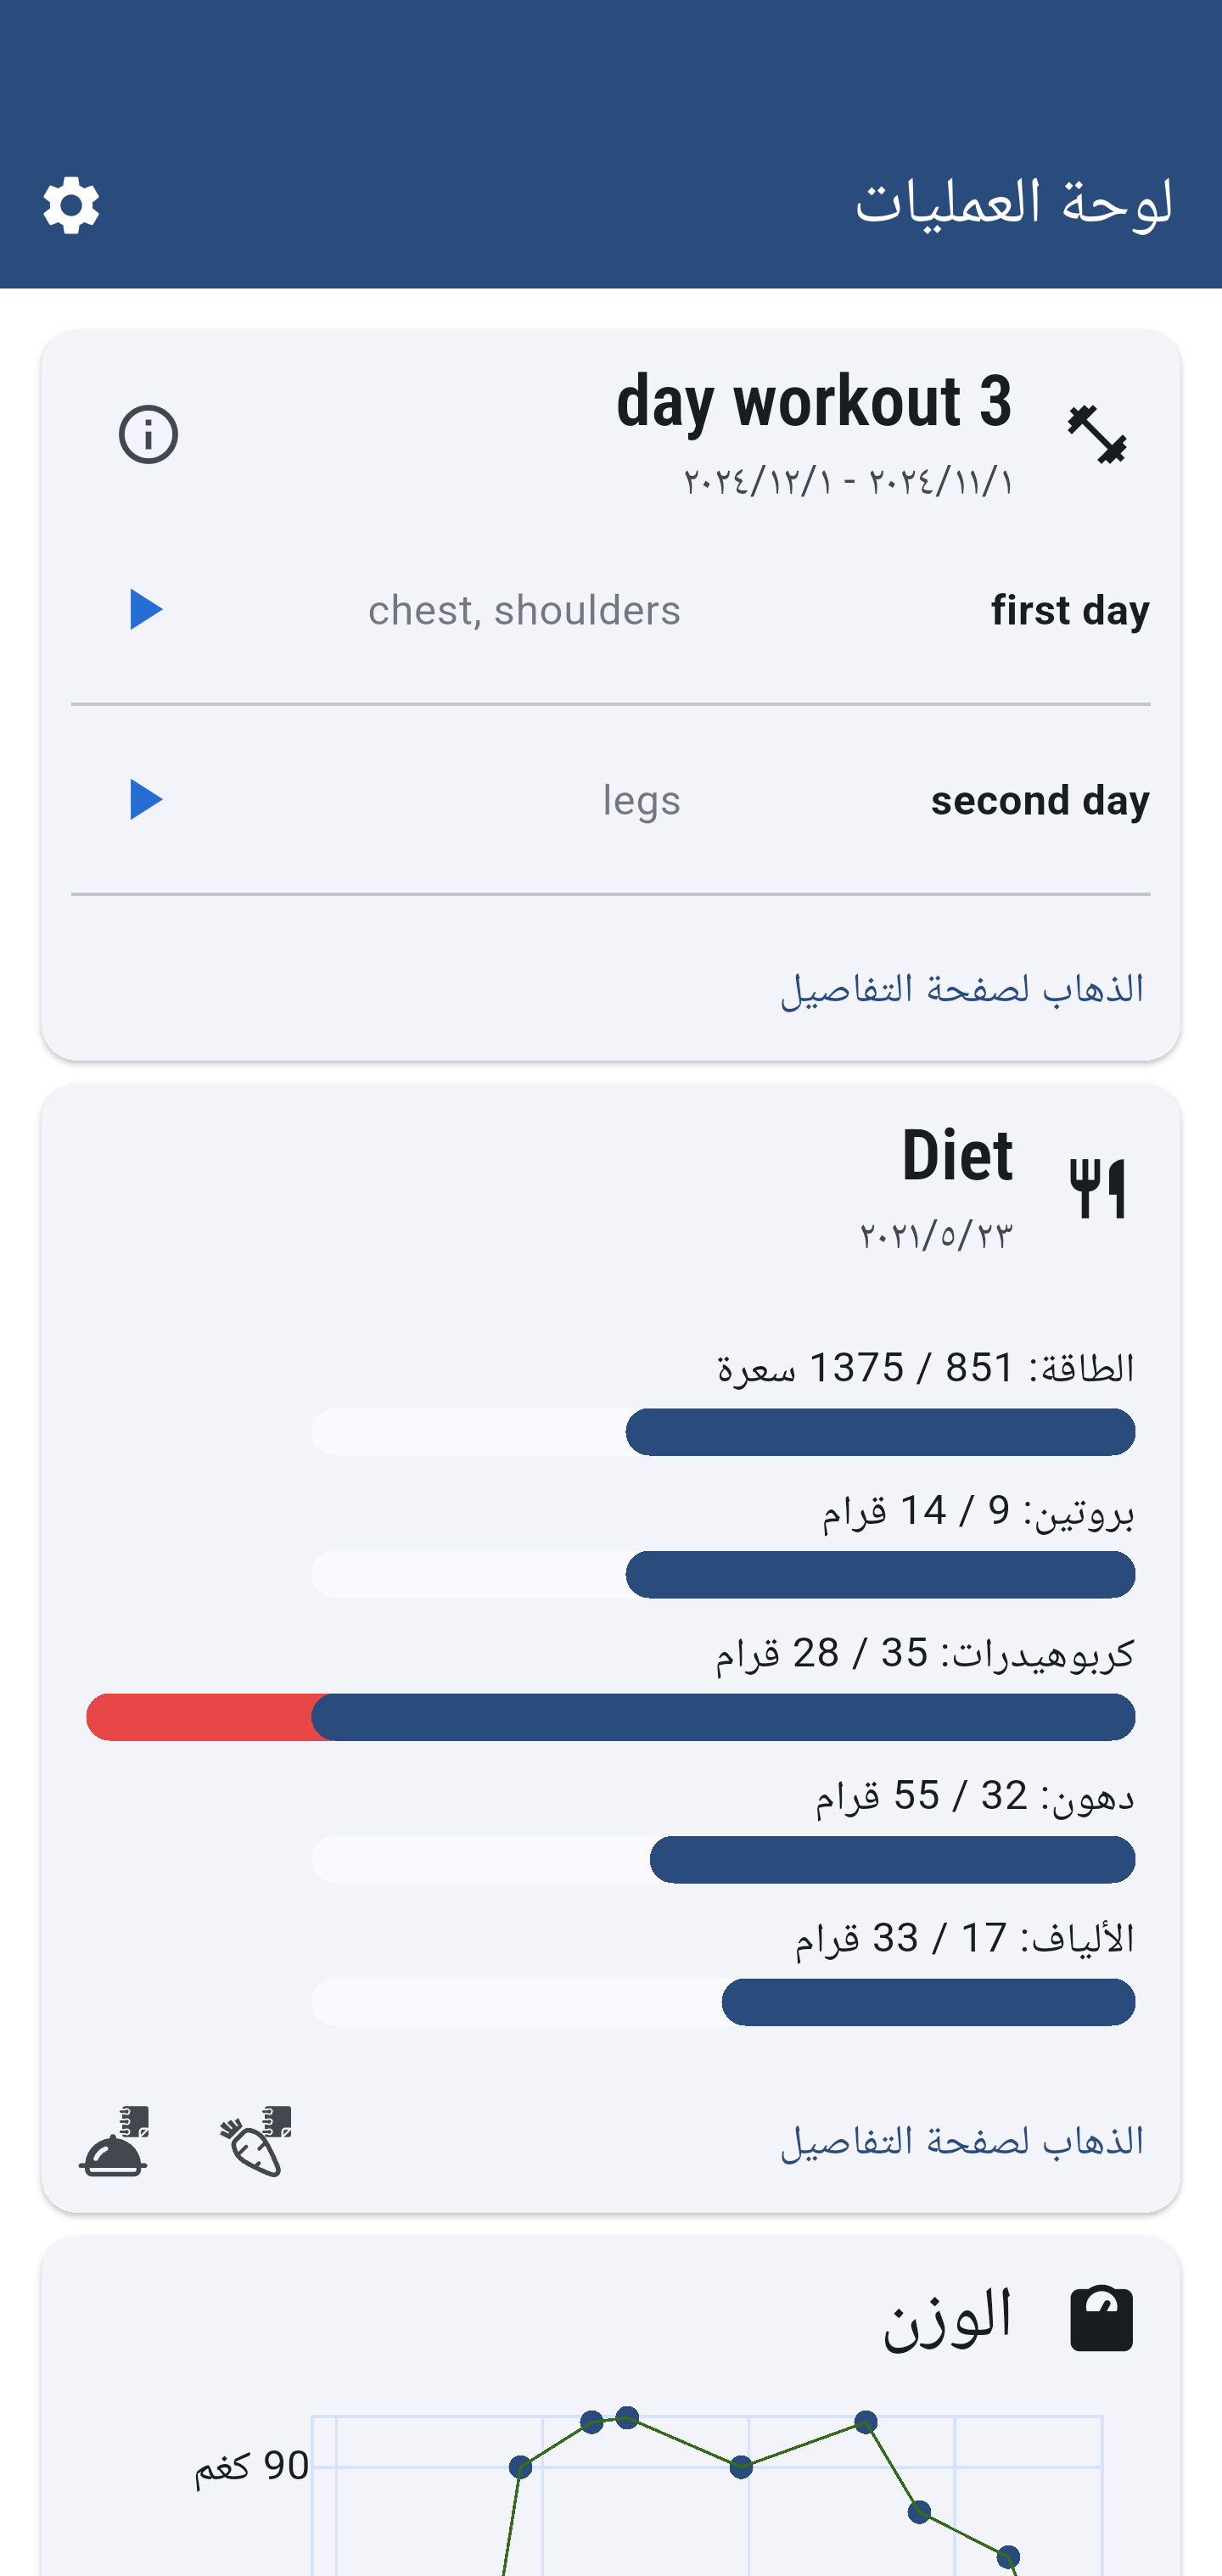 لوحة العمليات
3 day workout
٢٠٢٤/١١/١ - ٢٠٢٤/١٢/١
first day chest, shoulders
second day legs
الذهاب لصفحة التفاصيل
Diet
٢٠٢١/٥/٢٣
الطاقة: 851 / 1375 سعرة
بروتين: 9 / 14 قرام
كربوهيدرات: 35 / 28 قرام
دهون: 32 / 55 قرام
الألياف: 17 / 33 قرام
الذهاب لصفحة التفاصيل
الوزن
90 كغم